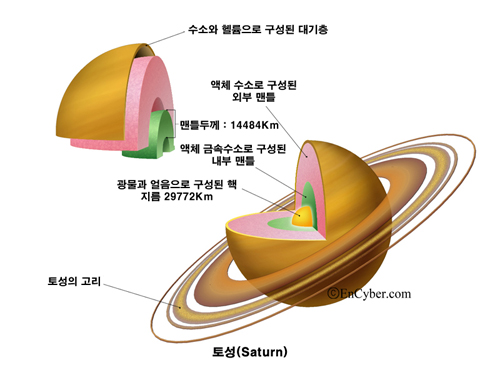 수소와 헬륨으로 구성된 대기층
액체 수소로 구성된
외부 맨틀
맨틀두께 : 14484Km
액체 금속수소로 구성된
내부 맨틀
광물과 얼음으로 구성된 핵
지름 29772Km
토성의 고리
©EnCyber.com
토성(Saturn)